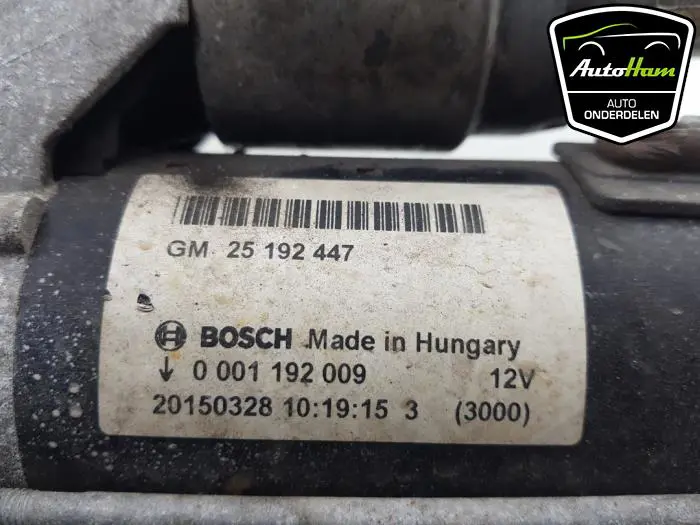 AutoHam
AUTO
ONDERDELEN
GM 25 192 447
BOSCH Made in Hungary
↓ 0 001 192 009 12V
20150328 10:19:15 3 (3000)